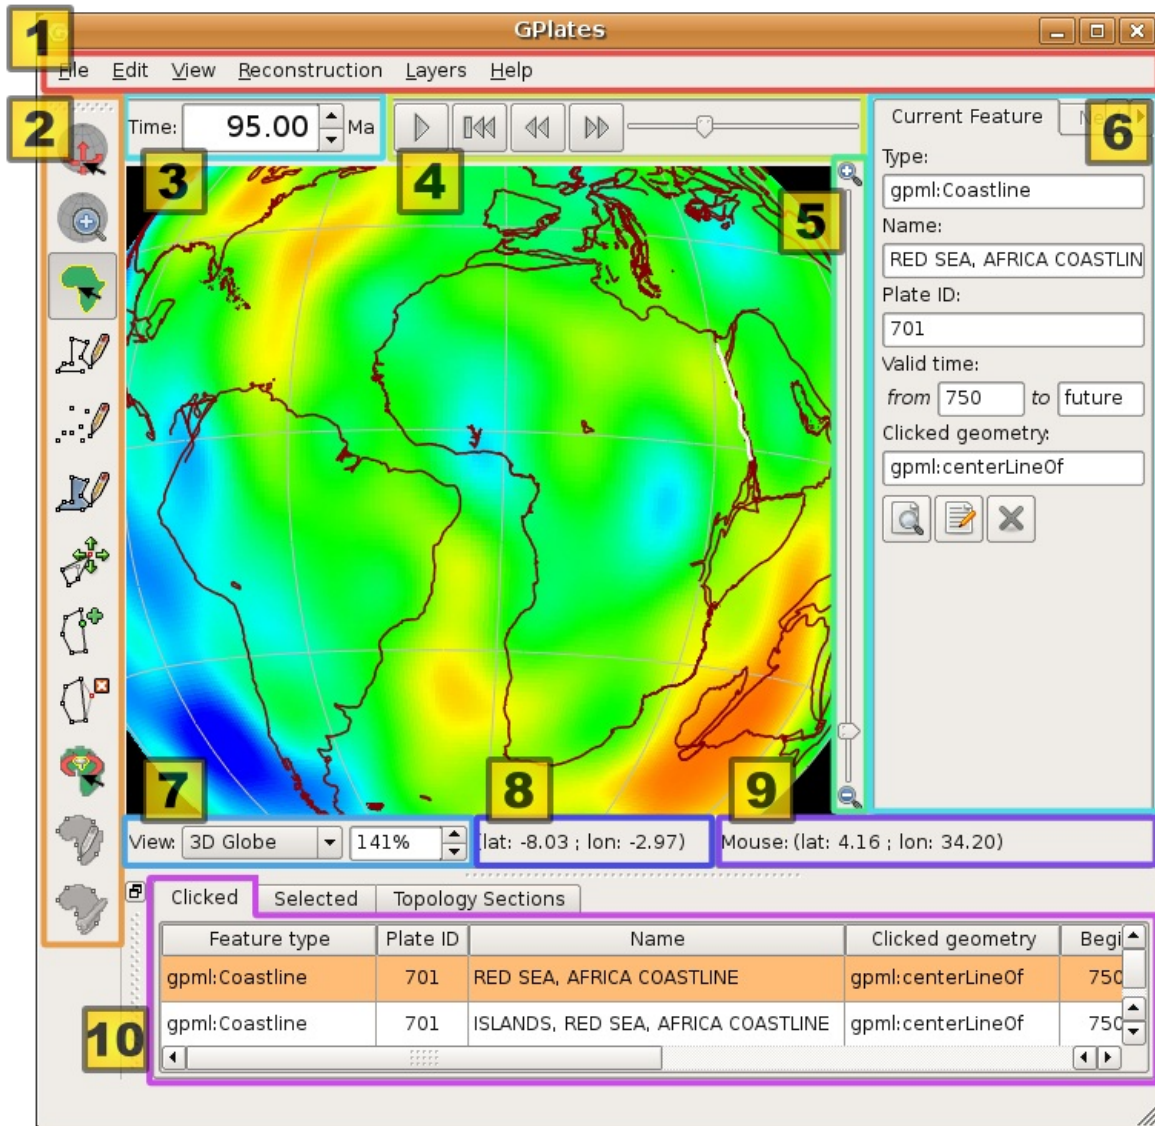 GPlates
1
File Edit View Reconstruction Layers Help
2
Time: 95.00 Ma
3
4
5
Current Feature
6
Type:
gpml:Coastline
Name:
RED SEA, AFRICA COASTLIN
Plate ID:
701
Valid time:
from 750 to future
Clicked geometry:
gpml:centerLineOf
7
8
9
View: 3D Globe 141% (lat: -8.03 ; lon: -2.97) Mouse: (lat: 4.16 ; lon: 34.20)
Clicked Selected Topology Sections
Feature type Plate ID Name Clicked geometry Begi
gpml:Coastline 701 RED SEA, AFRICA COASTLINE gpml:centerLineOf 750
gpml:Coastline 701 ISLANDS, RED SEA, AFRICA COASTLINE gpml:centerLineOf 750
10